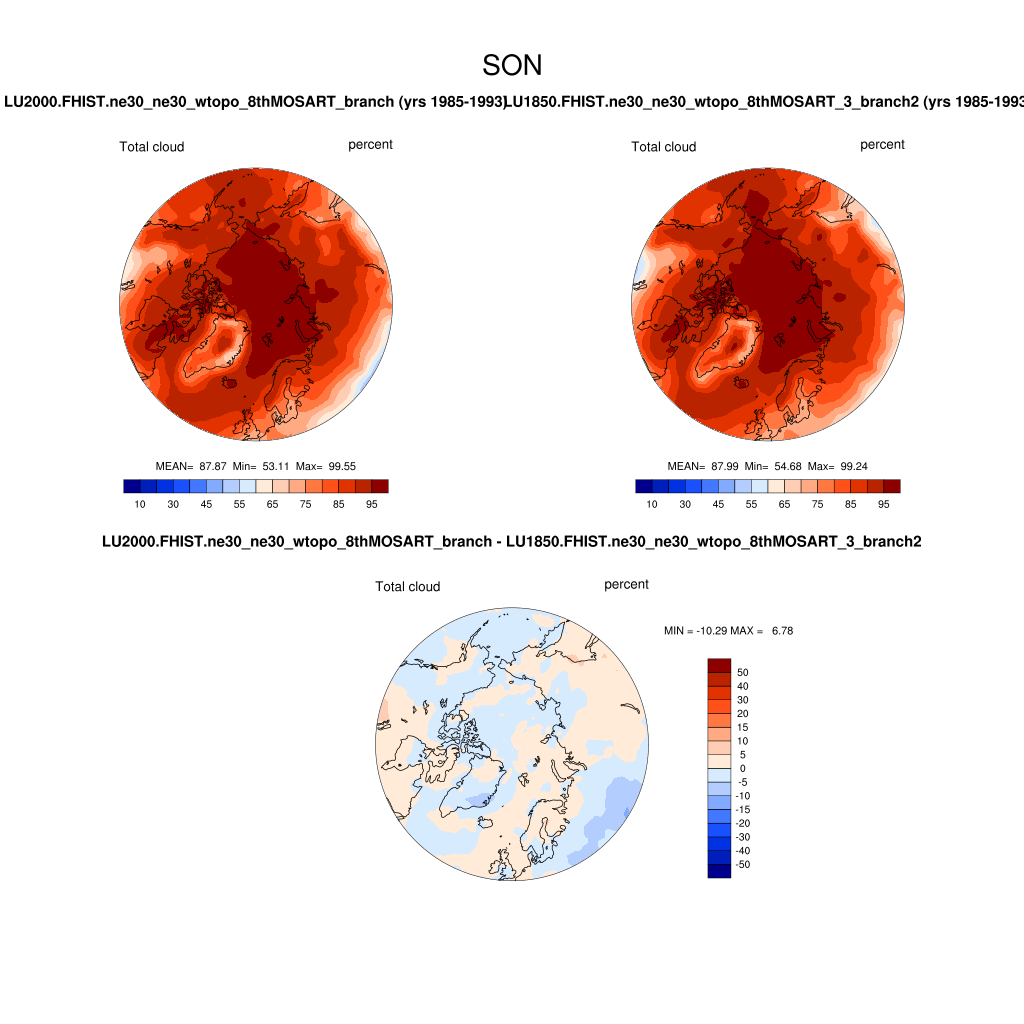 SON
LU2000.FHIST.ne30_ne30_wtopo_8thMOSART_branch (yrs 1985-1993)
LU1850.FHIST.ne30_ne30_wtopo_8thMOSART_3_branch2 (yrs 1985-1993
Total cloud percent
Total cloud percent
MEAN= 87.87 Min= 53.11 Max= 99.55
MEAN= 87.99 Min= 54.68 Max= 99.24
10 30 45 55 65 75 85 95
10 30 45 55 65 75 85 95
LU2000.FHIST.ne30_ne30_wtopo_8thMOSART_branch - LU1850.FHIST.ne30_ne30_wtopo_8thMOSART_3_branch2
Total cloud percent
MIN = -10.29 MAX = 6.78
50
40
30
20
15
10
5
0
-5
-10
-15
-20
-30
-40
-50